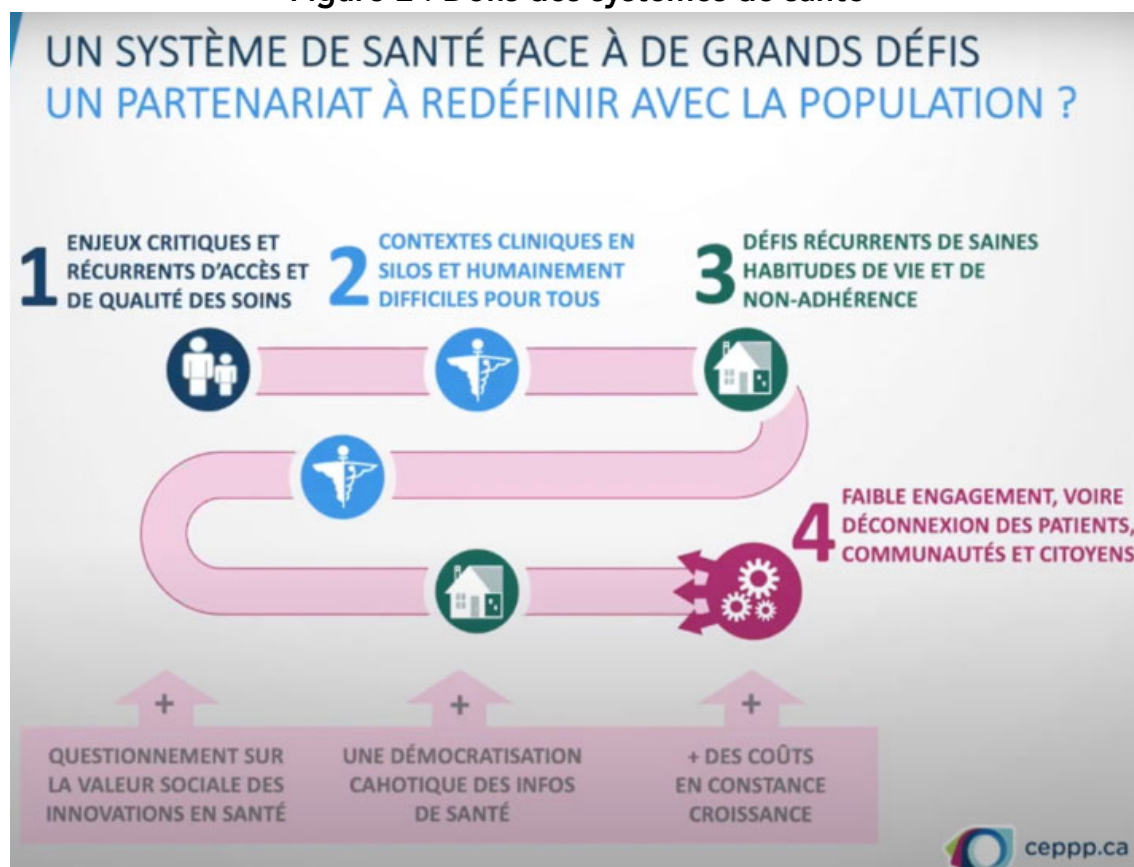 UN SYSTÈME DE SANTÉ FACE À DE GRANDS DÉFIS
UN PARTENARIAT À REDÉFINIR AVEC LA POPULATION ?
1
ENJEUX CRITIQUES ET
RÉCURRENTS D'ACCÈS ET
DE QUALITÉ DES SOINS
2
CONTEXTES CLINIQUES EN
SILOS ET HUMAINEMENT
DIFFICILES POUR TOUS
3
DÉFIS RÉCURRENTS DE SAINES
HABITUDES DE VIE ET DE
NON-ADHÉRENCE
4
FAIBLE ENGAGEMENT, VOIRE
DÉCONNEXION DES PATIENTS,
COMMUNAUTÉS ET CITOYENS
+
QUESTIONNEMENT SUR
LA VALEUR SOCIALE DES
INNOVATIONS EN SANTÉ
+
UNE DÉMOCRATISATION
CAHOTIQUE DES INFOS
DE SANTÉ
+
+ DES COÛTS
EN CONSTANCE
CROISSANCE
ceppp.ca